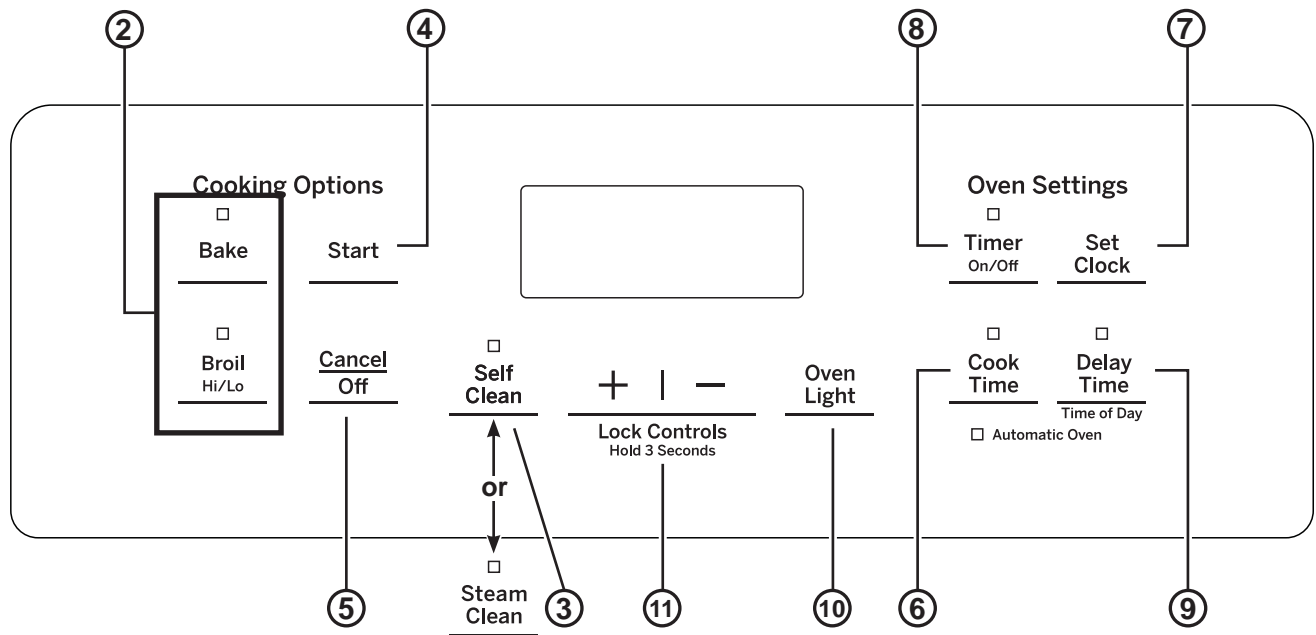 2
4
8
7
Cooking Options
Oven Settings
Bake
Start
Timer
On/Off
Set
Clock
Broil
Hi/Lo
Cancel
Off
Self
Clean
+ | −
Lock Controls
Hold 3 Seconds
Oven
Light
Cook
Time
Delay
Time
Time of Day
Automatic Oven
or
Steam
Clean
5
3
11
10
6
9